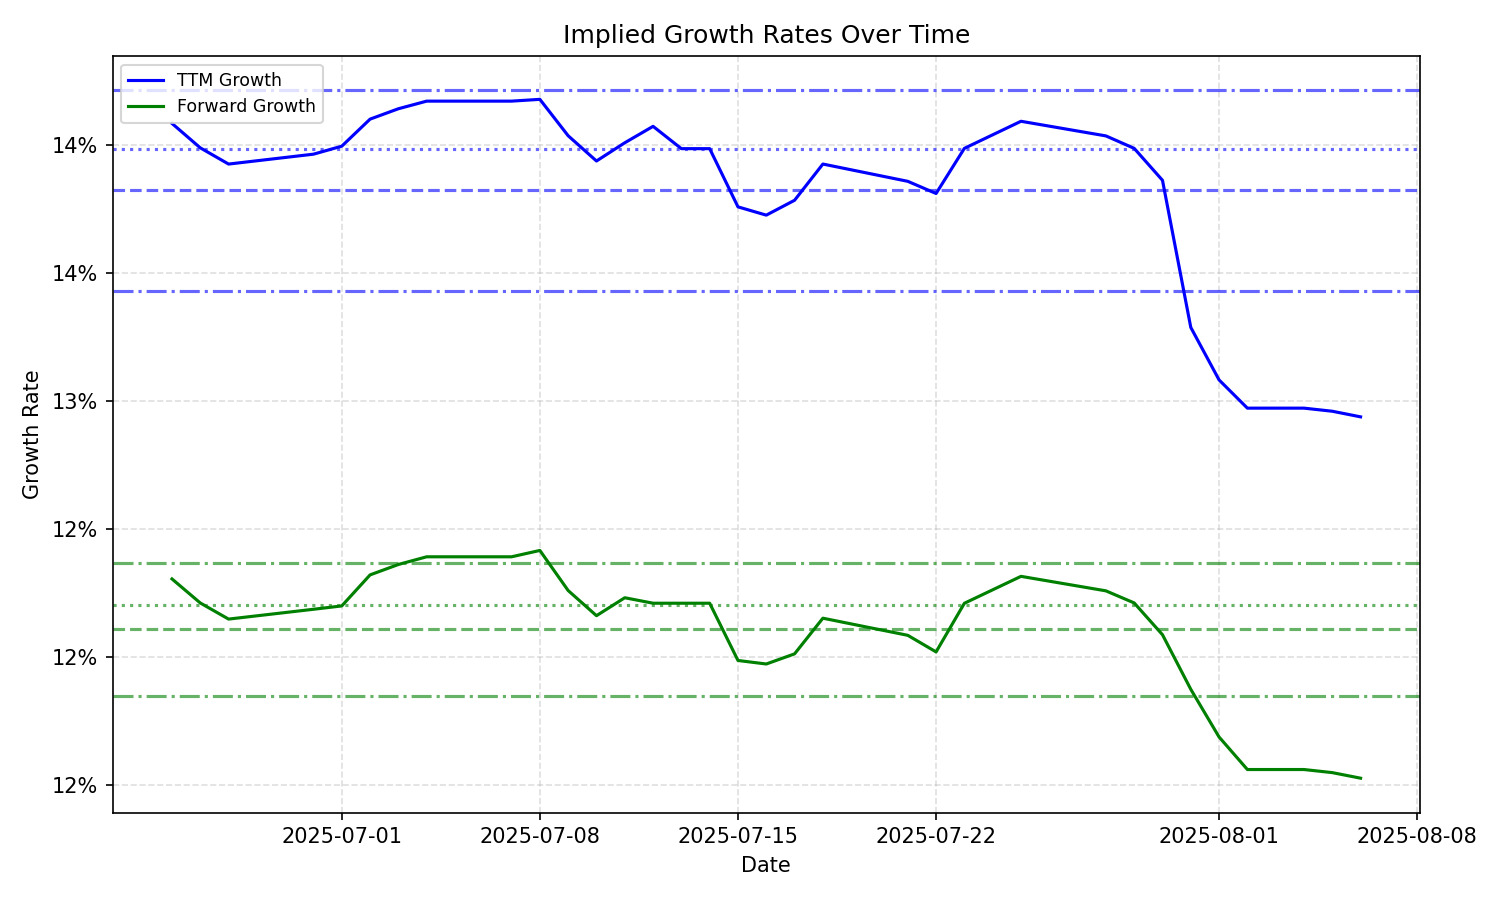 Implied Growth Rates Over Time
TTM Growth
Forward Growth
14%
14%
13%
12%
12%
12%
Growth Rate
2025-07-01
2025-07-08
2025-07-15
2025-07-22
2025-08-01
2025-08-08
Date